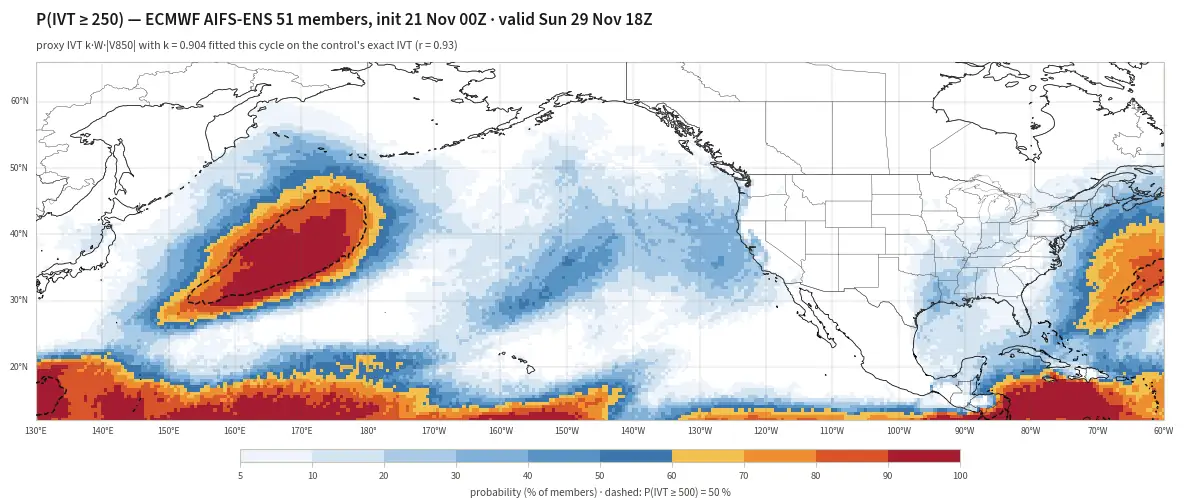 P(IVT ≥ 250) — ECMWF AIFS-ENS 51 members, init 21 Nov 00Z · valid Sun 29 Nov 18Z
proxy IVT k·W·|V850| with k = 0.904 fitted this cycle on the control's exact IVT (r = 0.93)
60°N
50°N
40°N
30°N
20°N
130°E 140°E 150°E 160°E 170°E 180° 170°W 160°W 150°W 140°W 130°W 120°W 110°W 100°W 90°W 80°W 70°W 60°W
5 10 20 30 40 50 60 70 80 90 100
probability (% of members) · dashed: P(IVT ≥ 500) = 50 %